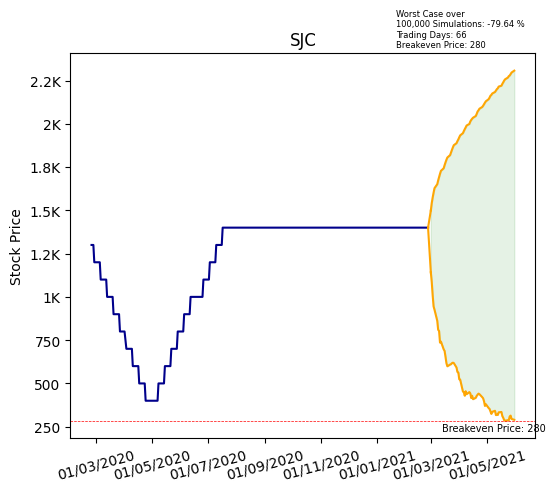 Worst Case over
100,000 Simulations: -79.64 %
Trading Days: 66
Breakeven Price: 280
SJC
Stock Price
2.2K
2K
1.8K
1.5K
1.2K
1K
750
500
250
Breakeven Price: 280
01/03/2020
01/05/2020
01/07/2020
01/09/2020
01/11/2020
01/01/2021
01/03/2021
01/05/2021